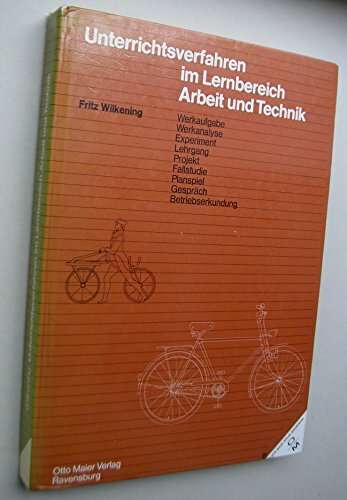 Unterrichtsverfahren
im Lernbereich
Arbeit und Technik
Fritz Wilkening
Werkaufgabe
Werkanalyse
Experiment
Lehrgang
Projekt
Fallstudie
Planspiel
Gespräch
Betriebserkundung
Otto Maier Verlag
Ravensburg